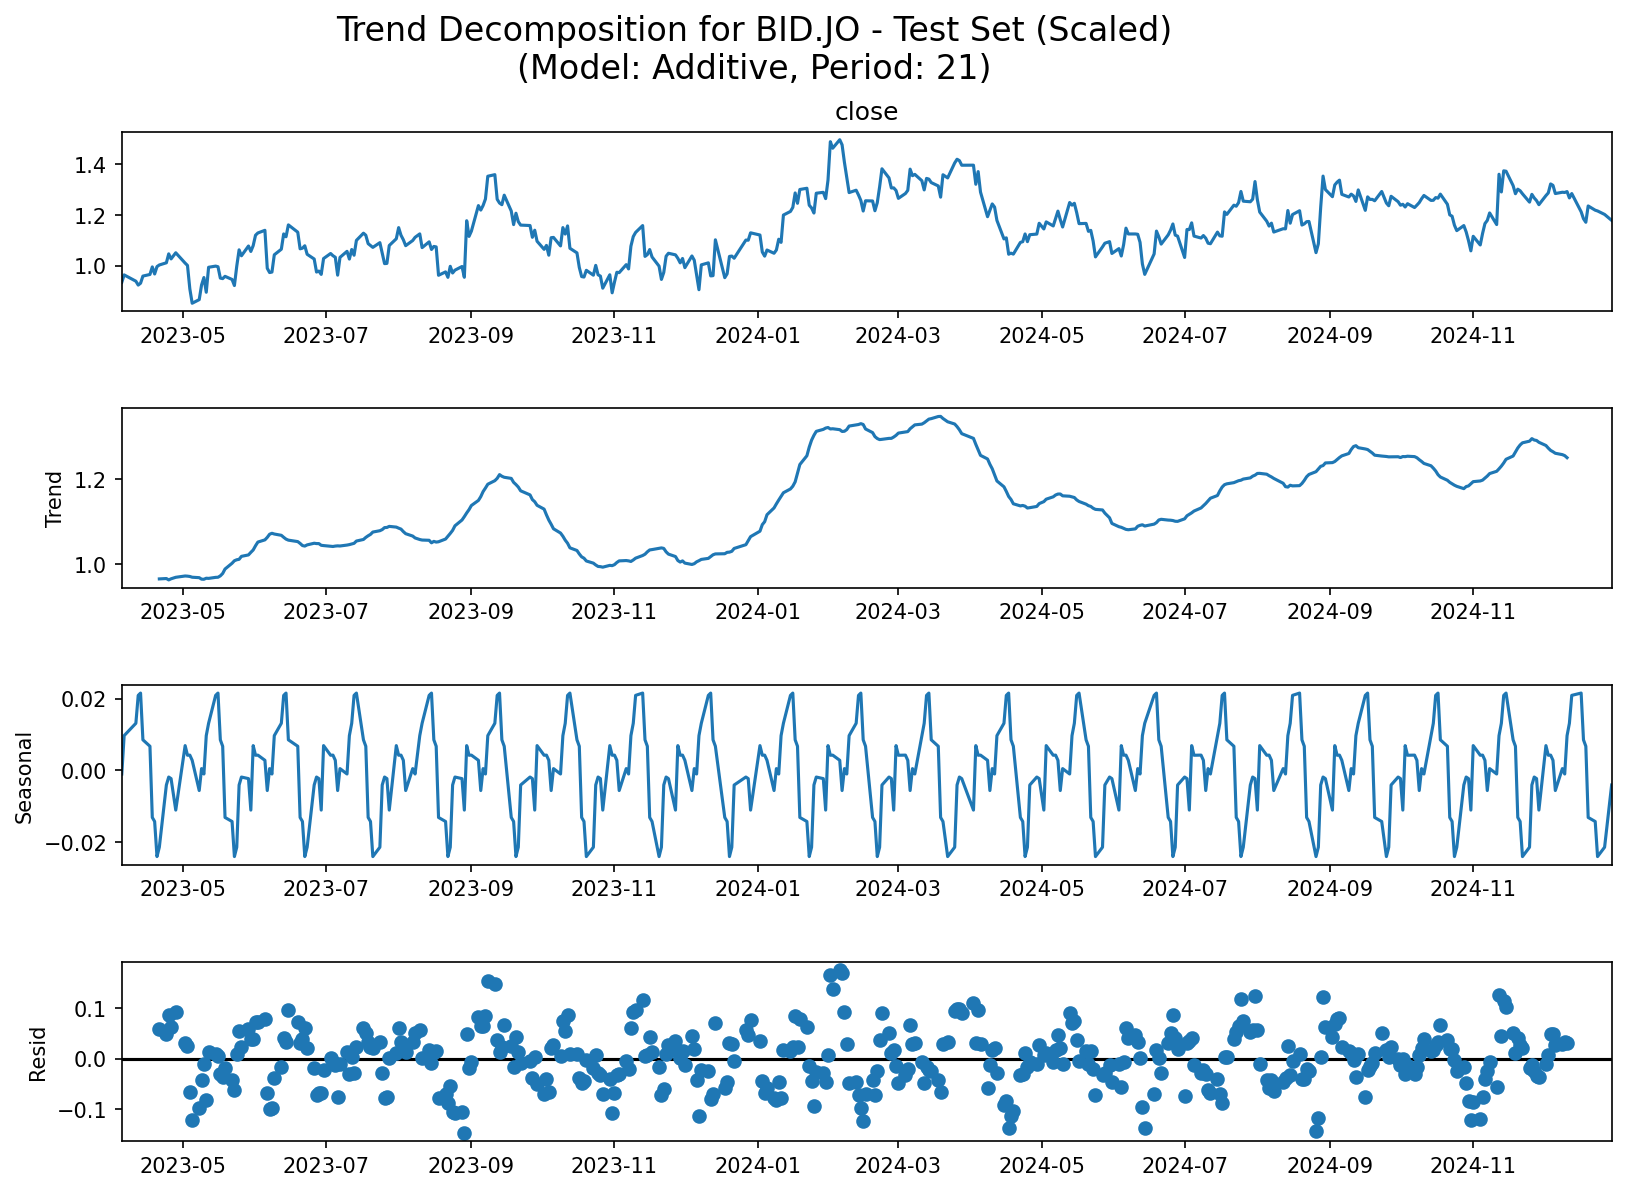 Trend Decomposition for BID.JO - Test Set (Scaled)
(Model: Additive, Period: 21)
close
1.4
1.2
1.0
2023-05 2023-07 2023-09 2023-11 2024-01 2024-03 2024-05 2024-07 2024-09 2024-11
Trend
1.2
1.0
2023-05 2023-07 2023-09 2023-11 2024-01 2024-03 2024-05 2024-07 2024-09 2024-11
Seasonal
0.02
0.00
−0.02
2023-05 2023-07 2023-09 2023-11 2024-01 2024-03 2024-05 2024-07 2024-09 2024-11
Resid
0.1
0.0
−0.1
2023-05 2023-07 2023-09 2023-11 2024-01 2024-03 2024-05 2024-07 2024-09 2024-11